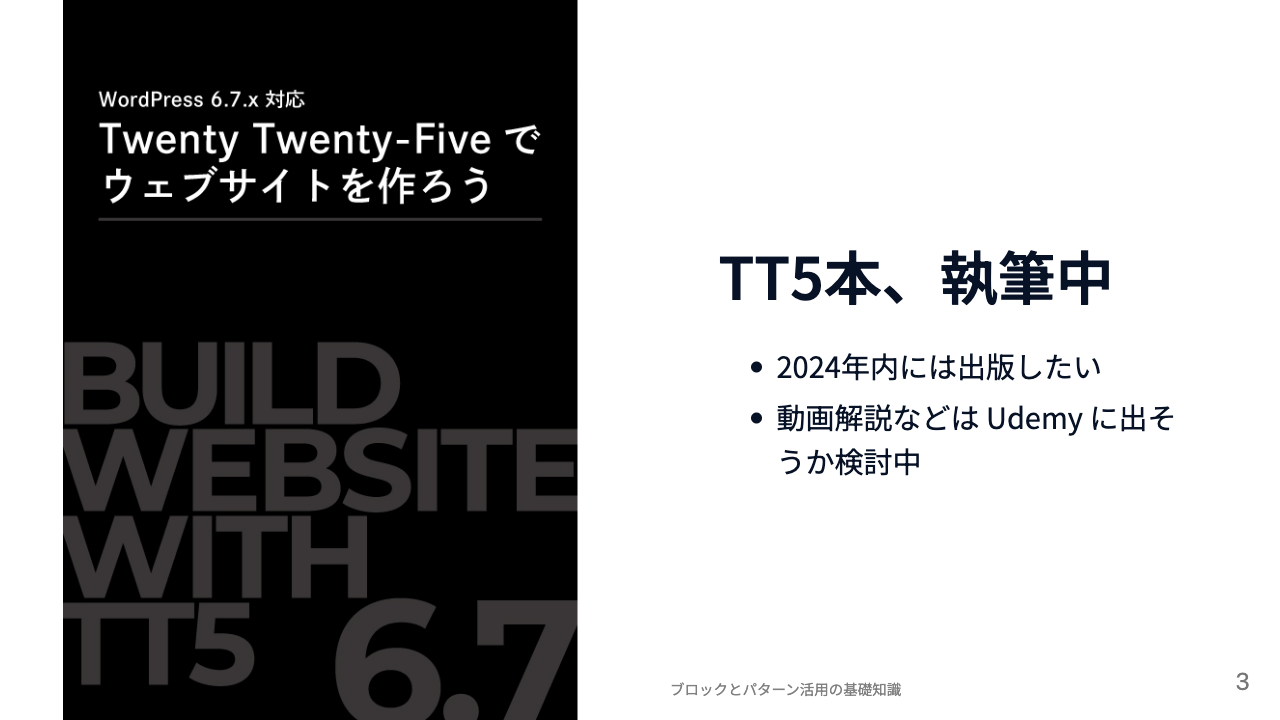 WordPress 6.7.x 対応
Twenty Twenty-Five で
ウェブサイトを作ろう
BUILD
WEBSITE
WITH
TT5
6.7
TT5本、執筆中
• 2024年内には出版したい
• 動画解説などは Udemy に出そ
うか検討中
ブロックとパターン活用の基礎知識
3